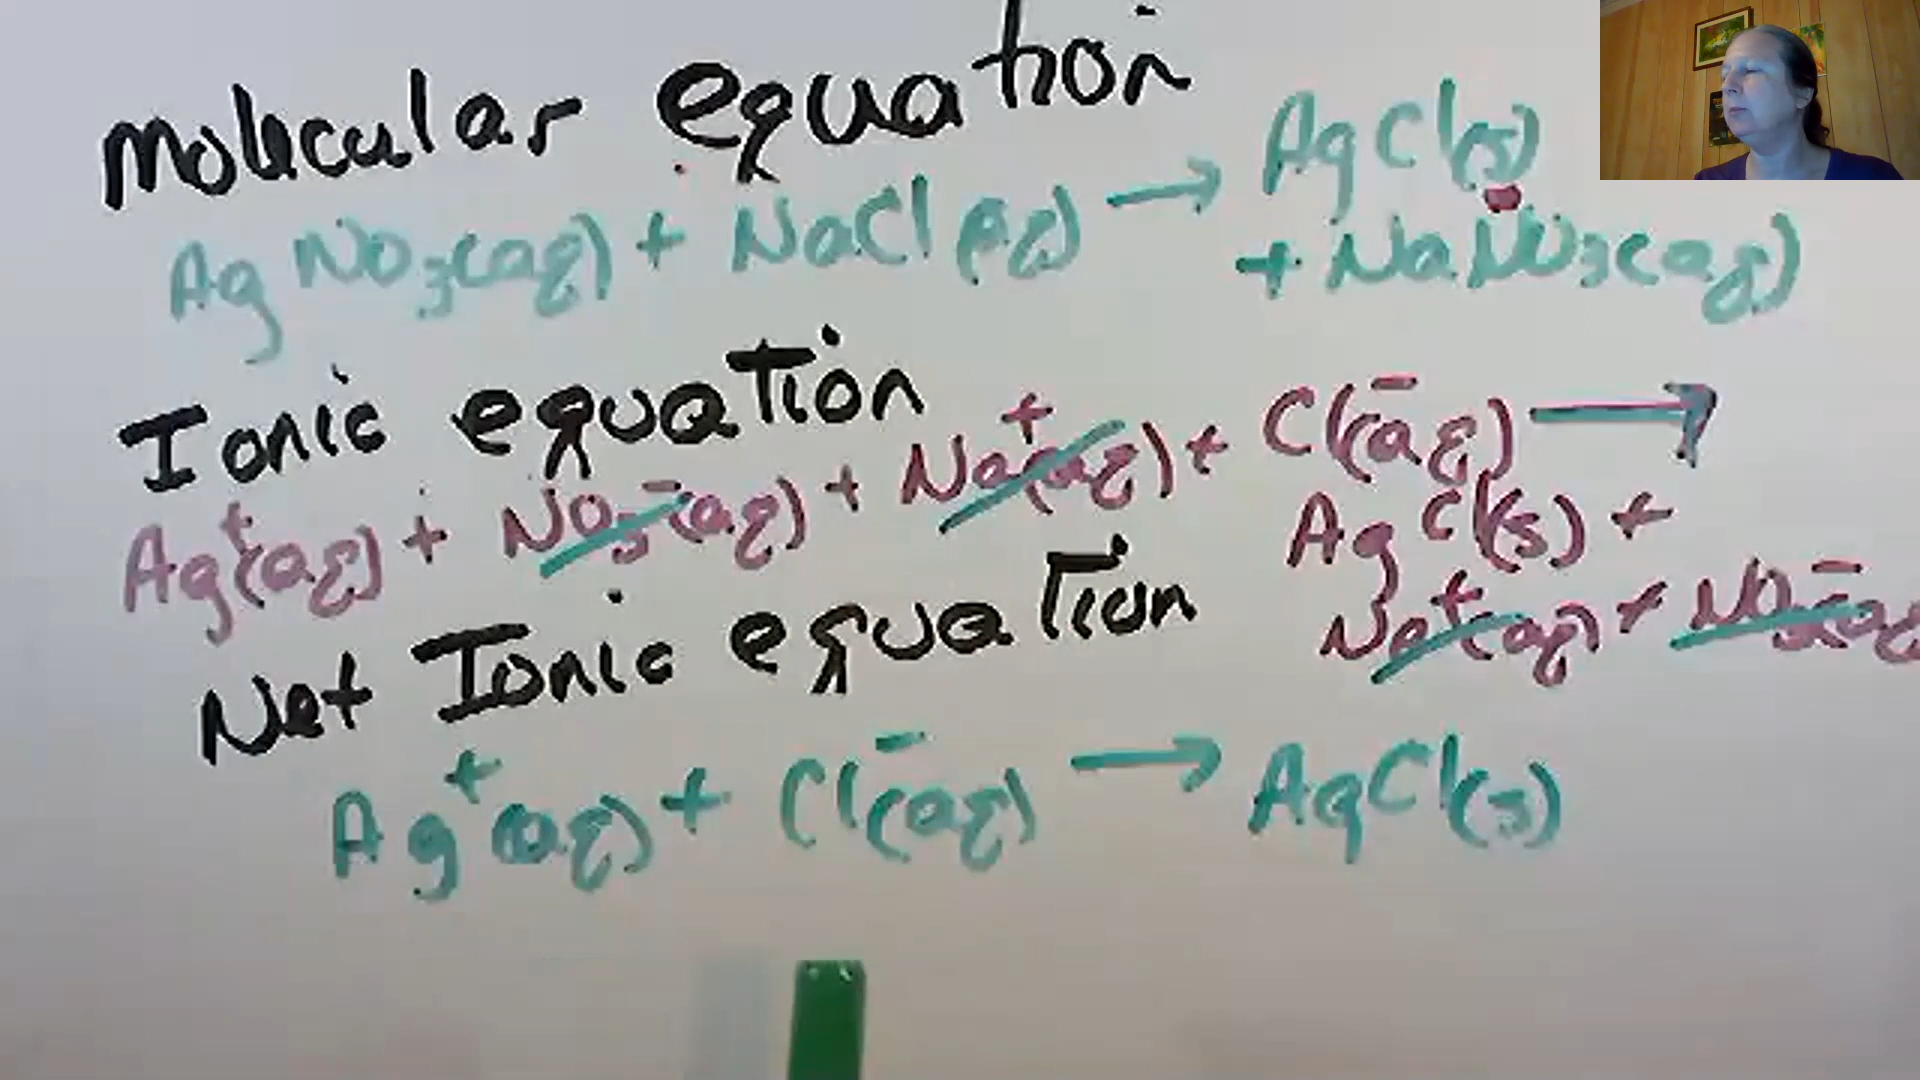 Molecular equation
AgNO₃(aq) + NaCl(aq) → AgCl(s)
+ NaNO₃(aq)
Ionic equation
Ag⁺(aq) + NO₃⁻(aq) + Na⁺(aq) + Cl⁻(aq) →
AgCl(s) +
Na⁺(aq) + NO₃⁻(aq
Net Ionic equation
Ag⁺(aq) + Cl⁻(aq) → AgCl(s)